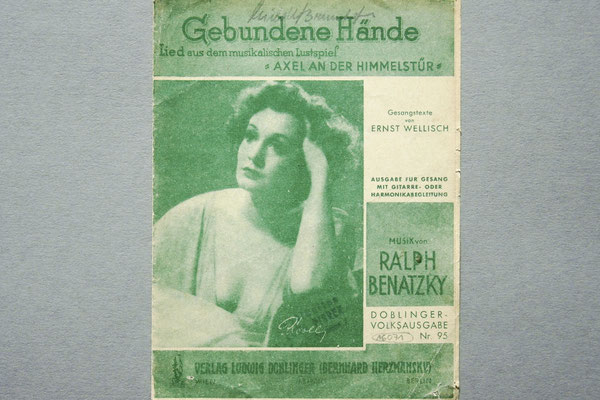 Gebundene Hände
Lied aus dem musikalischen Lustspiel
"AXEL AN DER HIMMELSTÜR"
Gesangstexte
von
ERNST WELLISCH
AUSGABE FÜR GESANG
MIT GITARRE- ODER
HARMONIKABEGLEITUNG
MUSIK von
RALPH
BENATZKY
DOBLINGER-
VOLKSAUSGABE
Nr. 95
VERLAG LUDWIG DOBLINGER (BERNHARD HERZMANSKY)
WIEN BERLIN